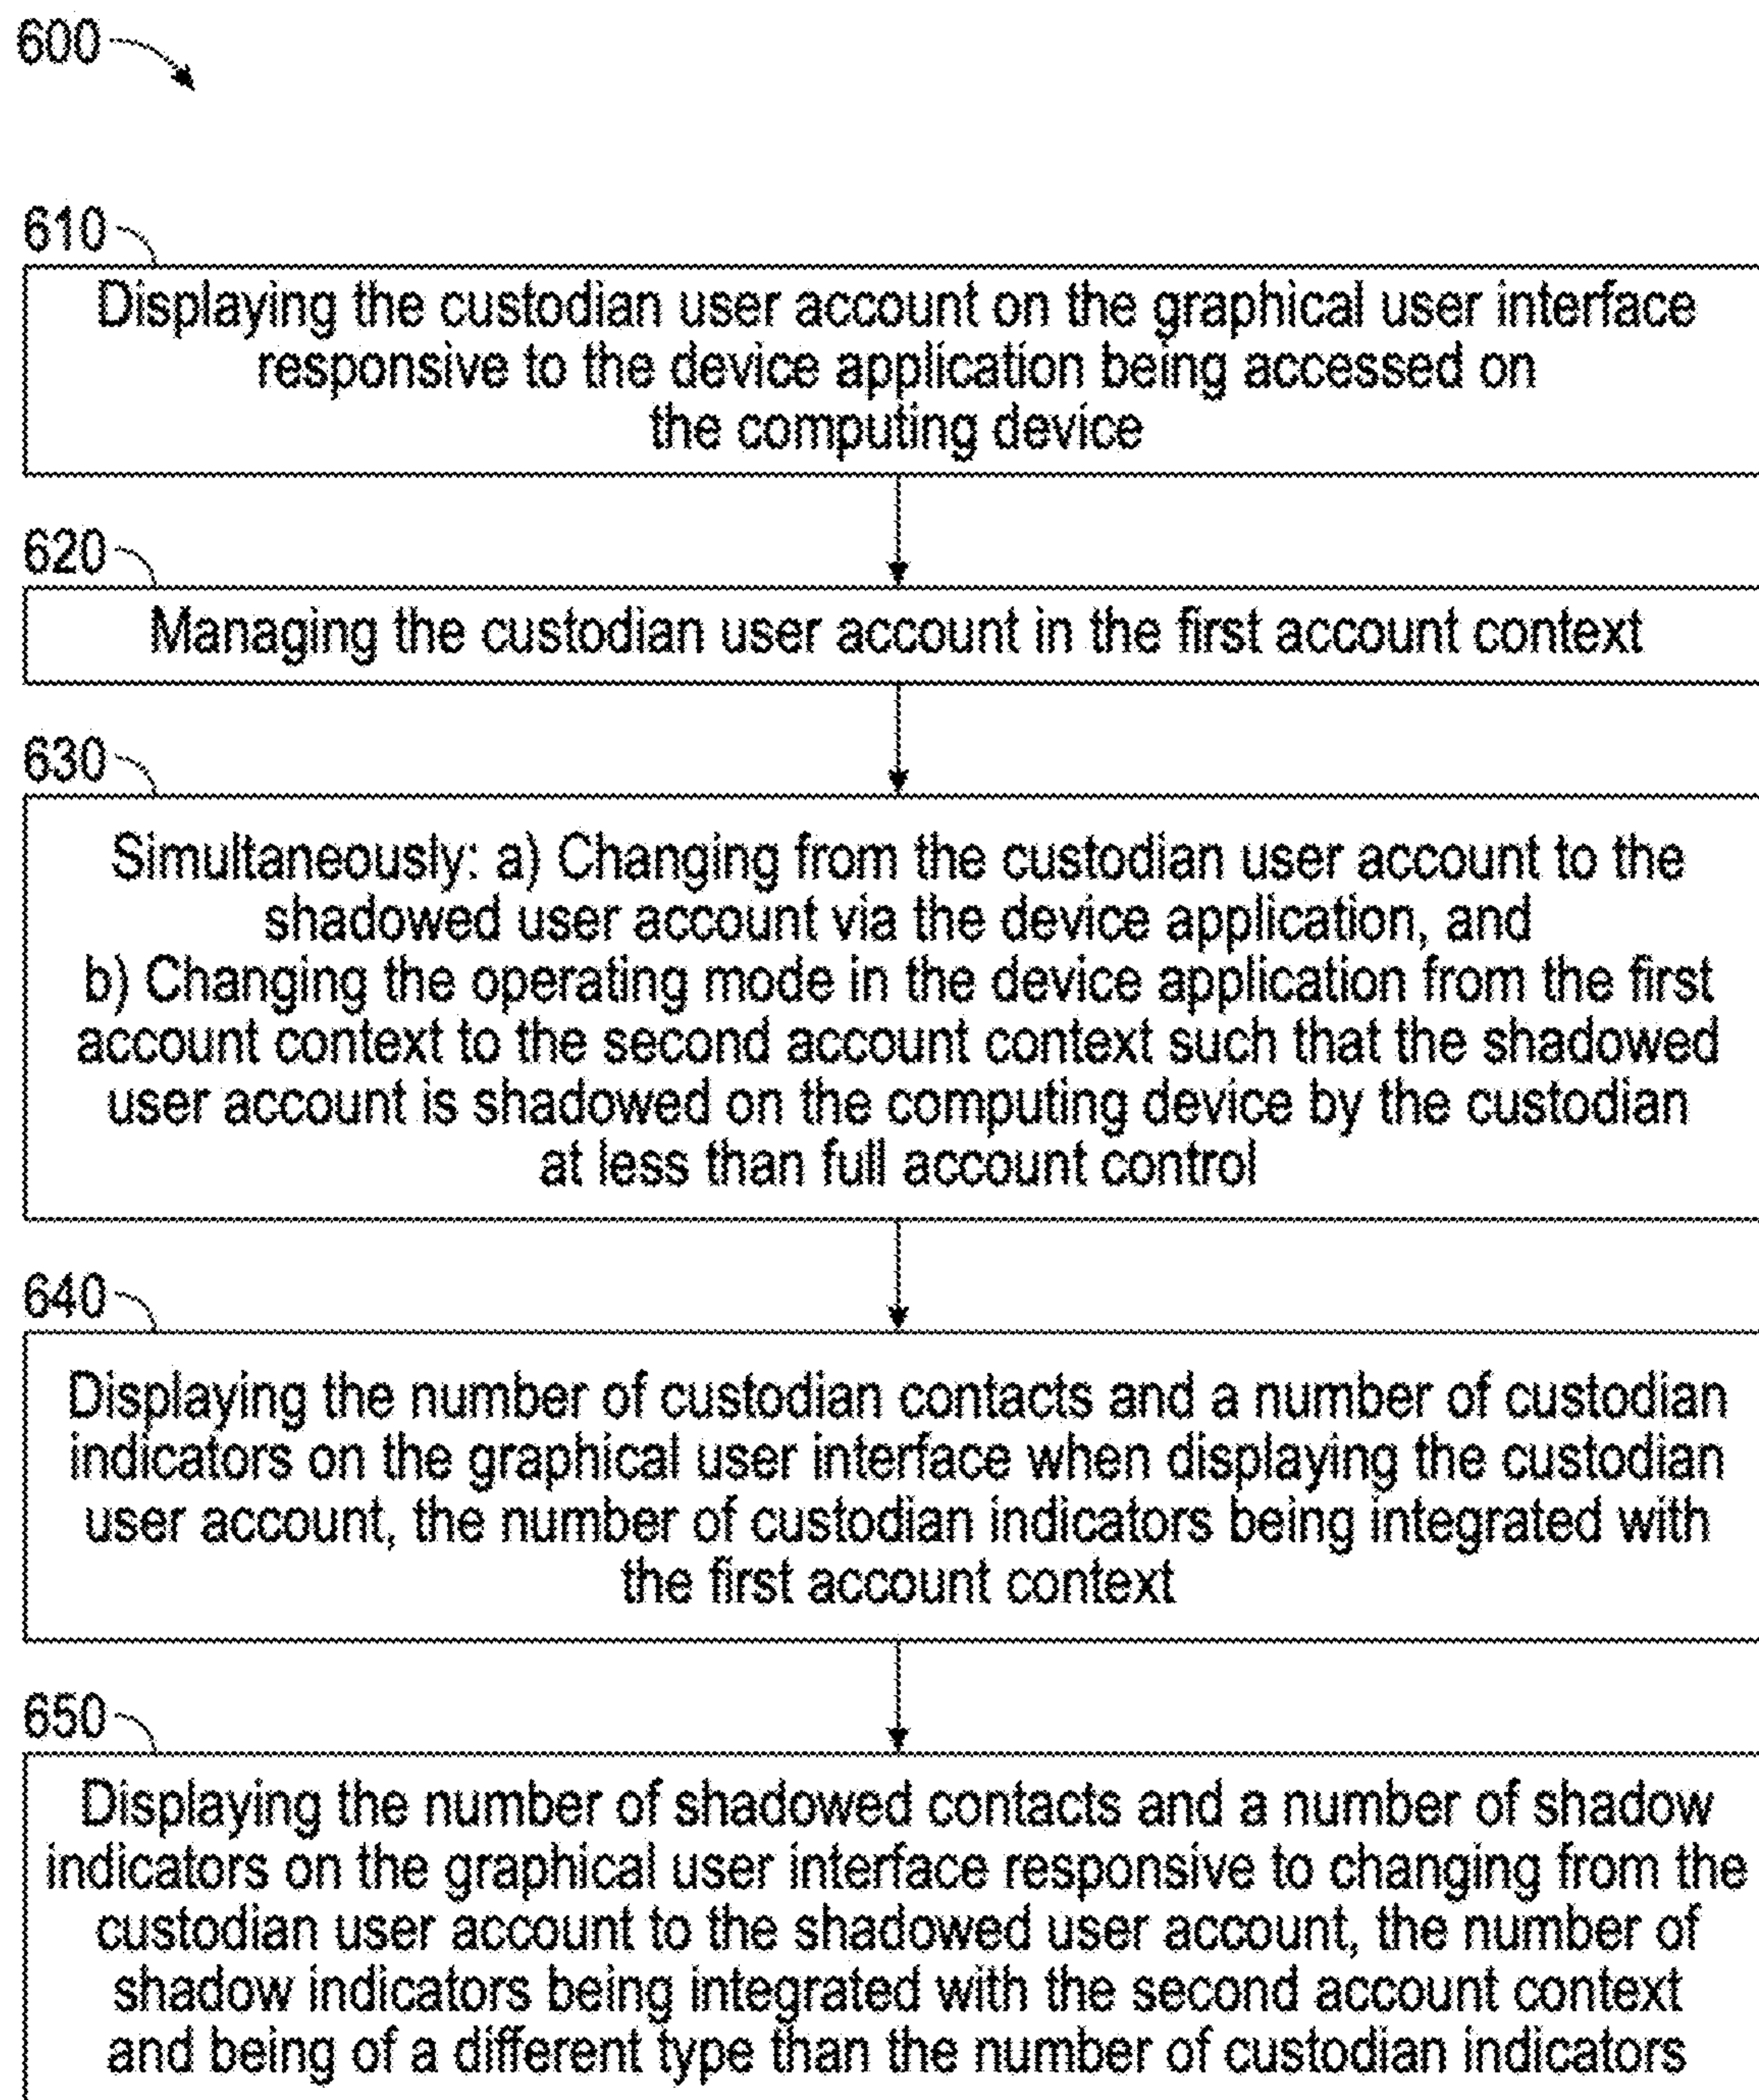 600
610
Displaying the custodian user account on the graphical user interface
responsive to the device application being accessed on
the computing device
620
Managing the custodian user account in the first account context
630
Simultaneously: a) Changing from the custodian user account to the
shadowed user account via the device application, and
b) Changing the operating mode in the device application from the first
account context to the second account context such that the shadowed
user account is shadowed on the computing device by the custodian
at less than full account control
640
Displaying the number of custodian contacts and a number of custodian
indicators on the graphical user interface when displaying the custodian
user account, the number of custodian indicators being integrated with
the first account context
650
Displaying the number of shadowed contacts and a number of shadow
indicators on the graphical user interface responsive to changing from the
custodian user account to the shadowed user account, the number of
shadow indicators being integrated with the second account context
and being of a different type than the number of custodian indicators